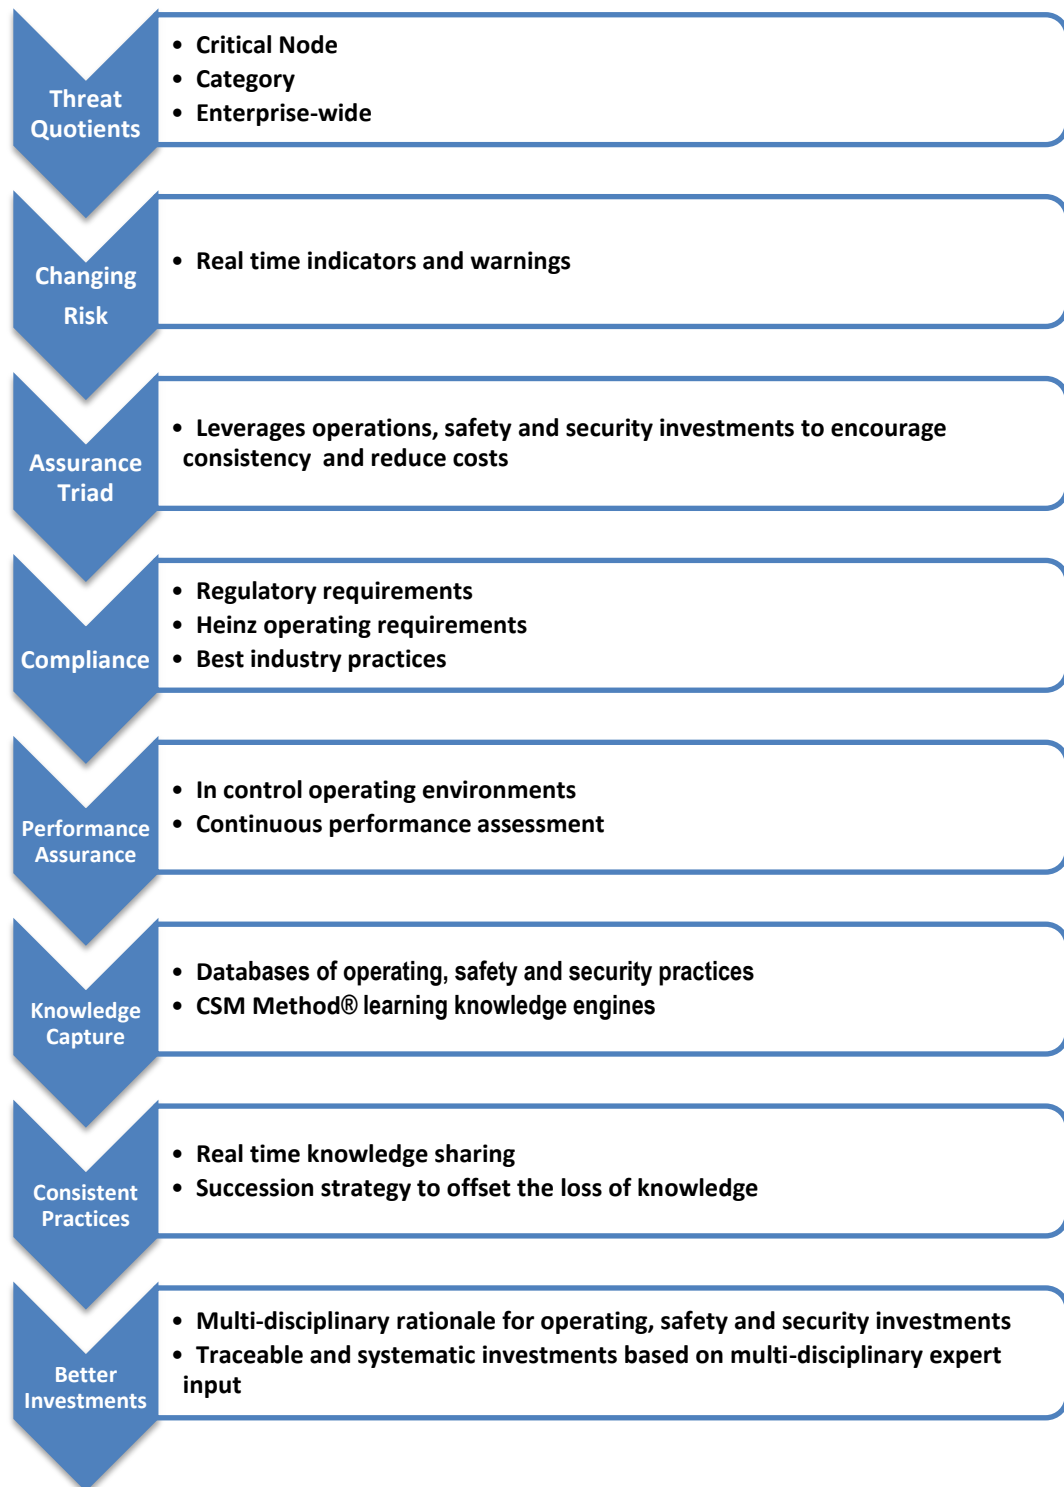 Threat
Quotients
• Critical Node
• Category
• Enterprise-wide
Changing
Risk
• Real time indicators and warnings
Assurance
Triad
• Leverages operations, safety and security investments to encourage
consistency and reduce costs
Compliance
• Regulatory requirements
• Heinz operating requirements
• Best industry practices
Performance
Assurance
• In control operating environments
• Continuous performance assessment
Knowledge
Capture
• Databases of operating, safety and security practices
• CSM Method® learning knowledge engines
Consistent
Practices
• Real time knowledge sharing
• Succession strategy to offset the loss of knowledge
Better
Investments
• Multi-disciplinary rationale for operating, safety and security investments
• Traceable and systematic investments based on multi-disciplinary expert
input